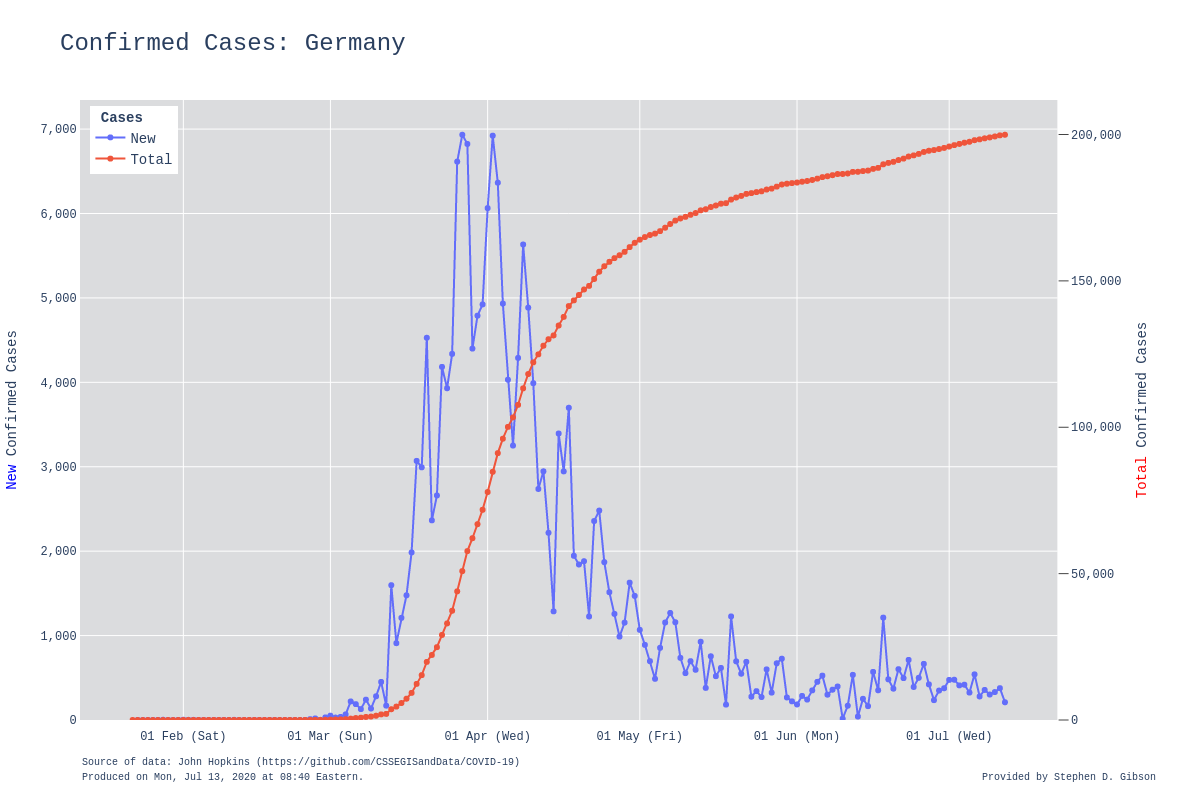 Confirmed Cases: Germany
Cases
New
Total
7,000
6,000
5,000
4,000
3,000
2,000
1,000
0
New Confirmed Cases
200,000
150,000
100,000
50,000
0
Total Confirmed Cases
01 Feb (Sat)
01 Mar (Sun)
01 Apr (Wed)
01 May (Fri)
01 Jun (Mon)
01 Jul (Wed)
Source of data: John Hopkins (https://github.com/CSSEGISandData/COVID-19)
Produced on Mon, Jul 13, 2020 at 08:40 Eastern.
Provided by Stephen D. Gibson